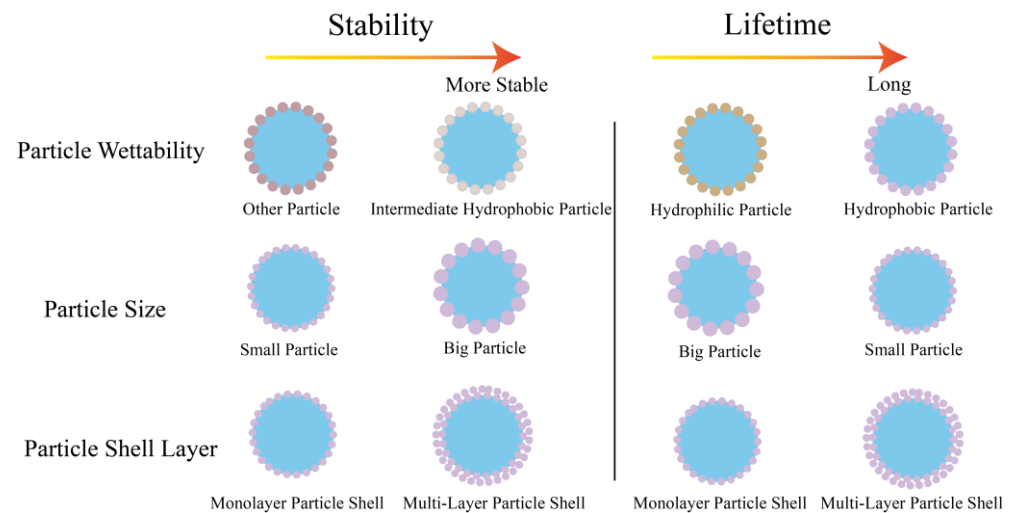 Stability
Lifetime
More Stable
Long
Particle Wettability
Other Particle
Intermediate Hydrophobic Particle
Hydrophilic Particle
Hydrophobic Particle
Particle Size
Small Particle
Big Particle
Big Particle
Small Particle
Particle Shell Layer
Monolayer Particle Shell
Multi-Layer Particle Shell
Monolayer Particle Shell
Multi-Layer Particle Shell